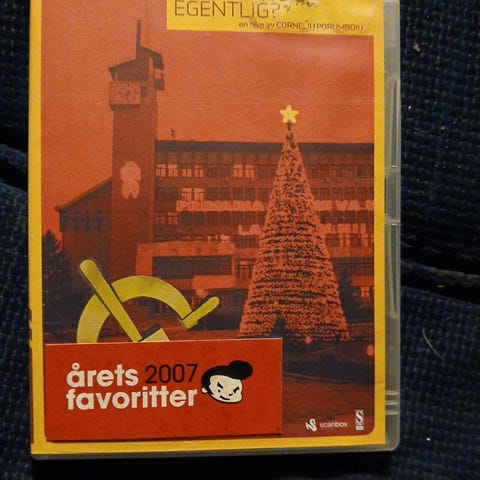 EGENTLIG?
en film av CORNELIU PORUMBOIU
årets 2007
favoritter
scanbox